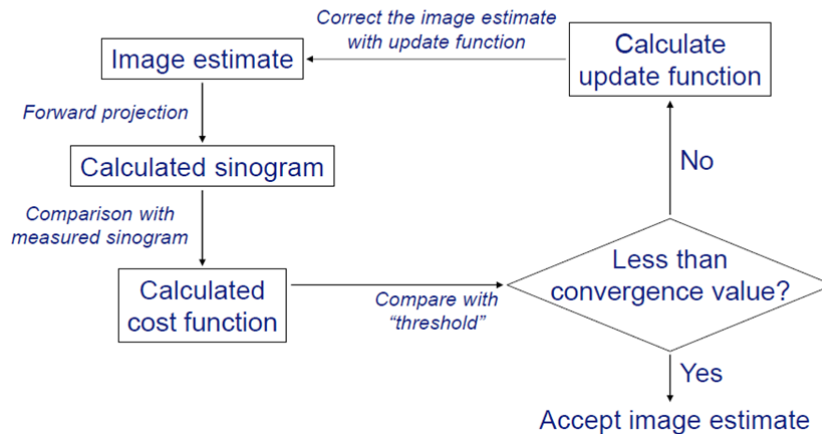 Correct the image estimate
with update function
Image estimate
Calculate
update function
Forward projection
Calculated sinogram
No
Comparison with
measured sinogram
Less than
convergence value?
Calculated
cost function
Compare with
“threshold”
Yes
Accept image estimate